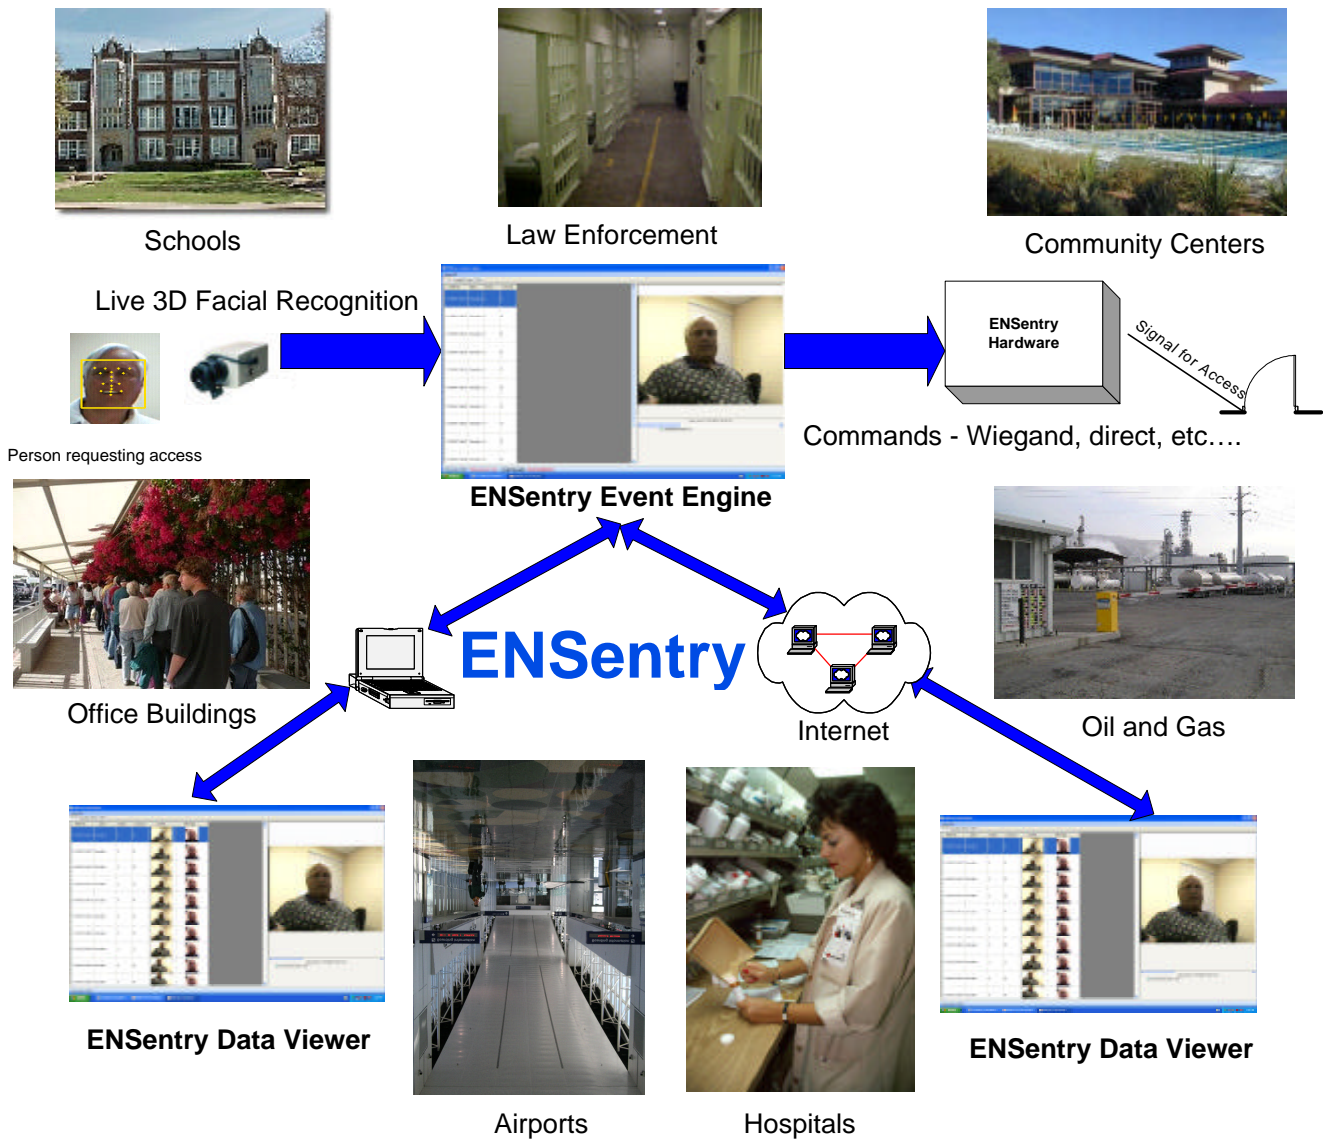 Schools
Law Enforcement
Community Centers
Live 3D Facial Recognition
ENSentry
Hardware
Signal for Access
Commands - Wiegand, direct, etc….
Person requesting access
ENSentry Event Engine
ENSentry
Office Buildings
Internet
Oil and Gas
ENSentry Data Viewer
ENSentry Data Viewer
Airports
Hospitals